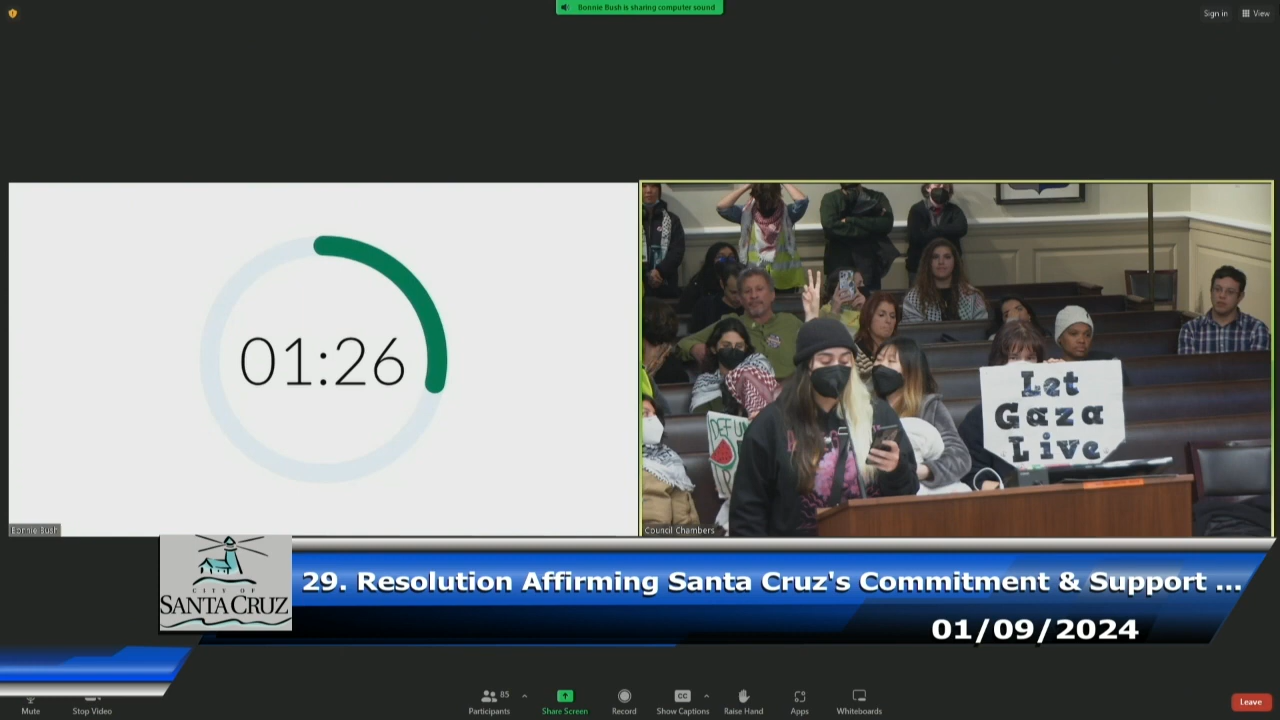 Bonnie Bush is sharing computer sound
Sign in
View
01:26
DEFUN
Let
Gaza
Live
Bonnie Bush
Council Chambers
CITY OF
SANTA CRUZ
29. Resolution Affirming Santa Cruz's Commitment & Support ...
01/09/2024
Mute
Stop Video
Participants
85
Share Screen
CC
Record
Show Captions
Raise Hand
Apps
Whiteboards
Leave